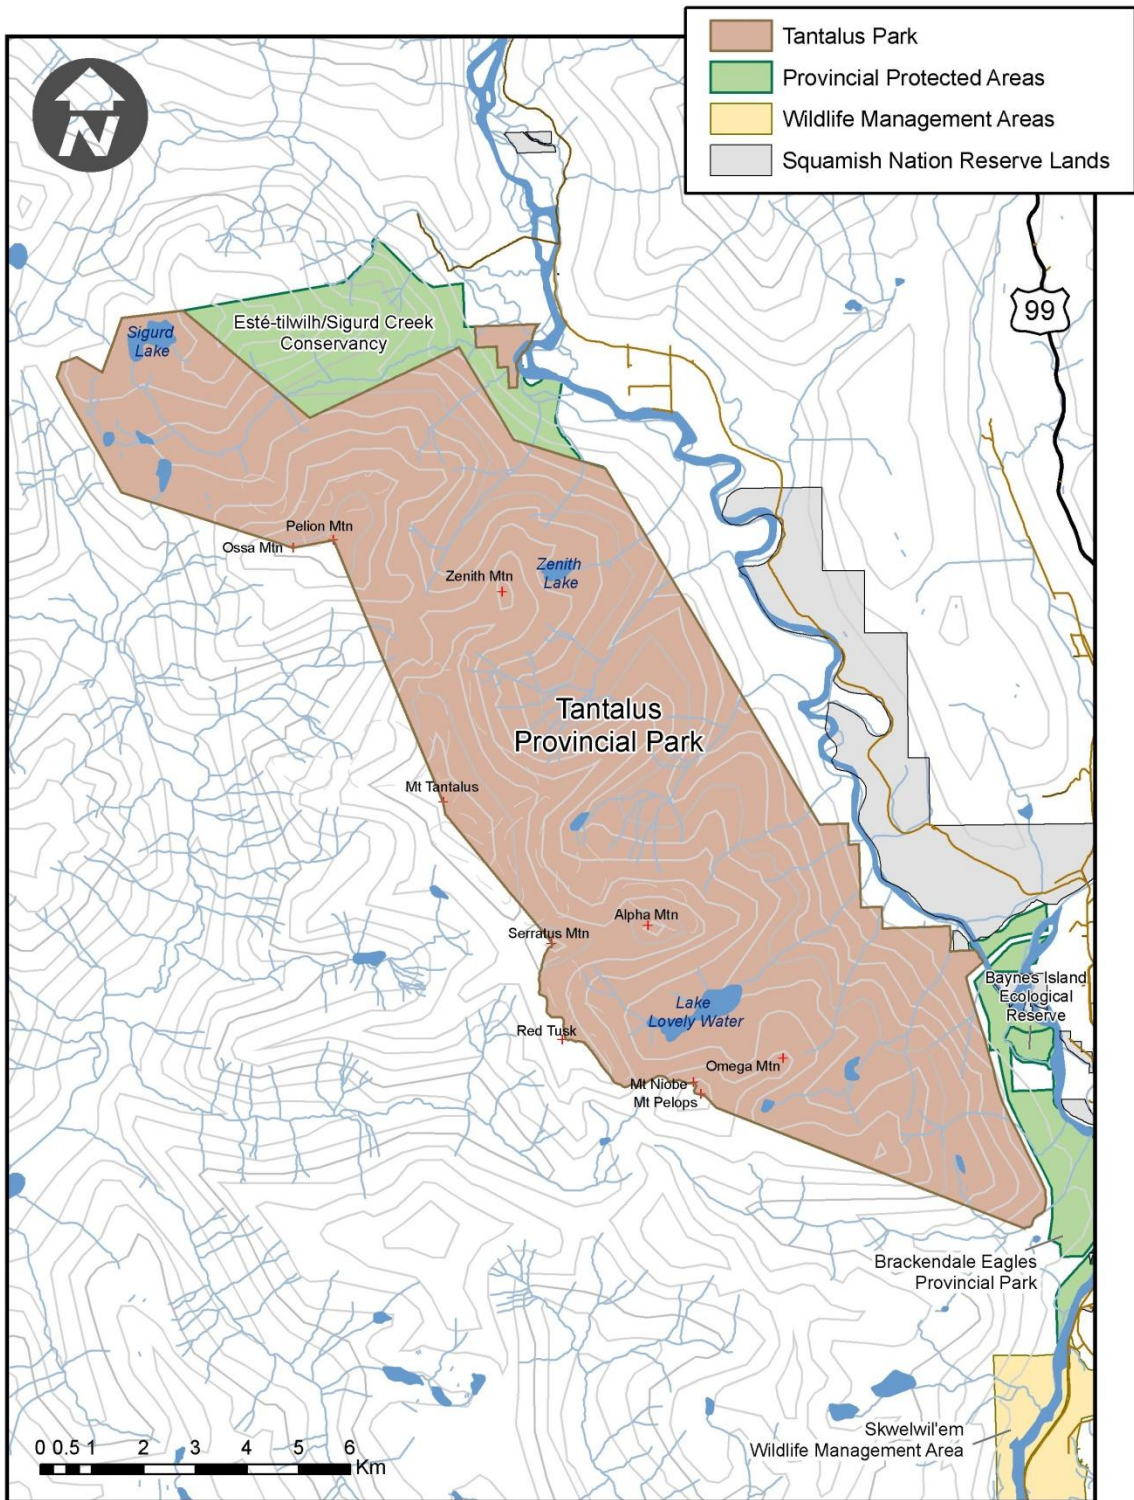 Tantalus Park
Provincial Protected Areas
Wildlife Management Areas
Squamish Nation Reserve Lands
N
99
Esté-tilwilh/Sigurd Creek
Conservancy
Sigurd
Lake
Pelion Mtn
Ossa Mtn
Zenith Mtn
Zenith
Lake
Tantalus
Provincial Park
Mt Tantalus
Alpha Mtn
Serratus Mtn
Baynes Island
Ecological
Reserve
Lake
Lovely Water
Red Tusk
Omega Mtn
Mt Niobe
Mt Pelops
Brackendale Eagles
Provincial Park
Skwelwil'em
Wildlife Management Area
0 0.5 1 2 3 4 5 6
Km